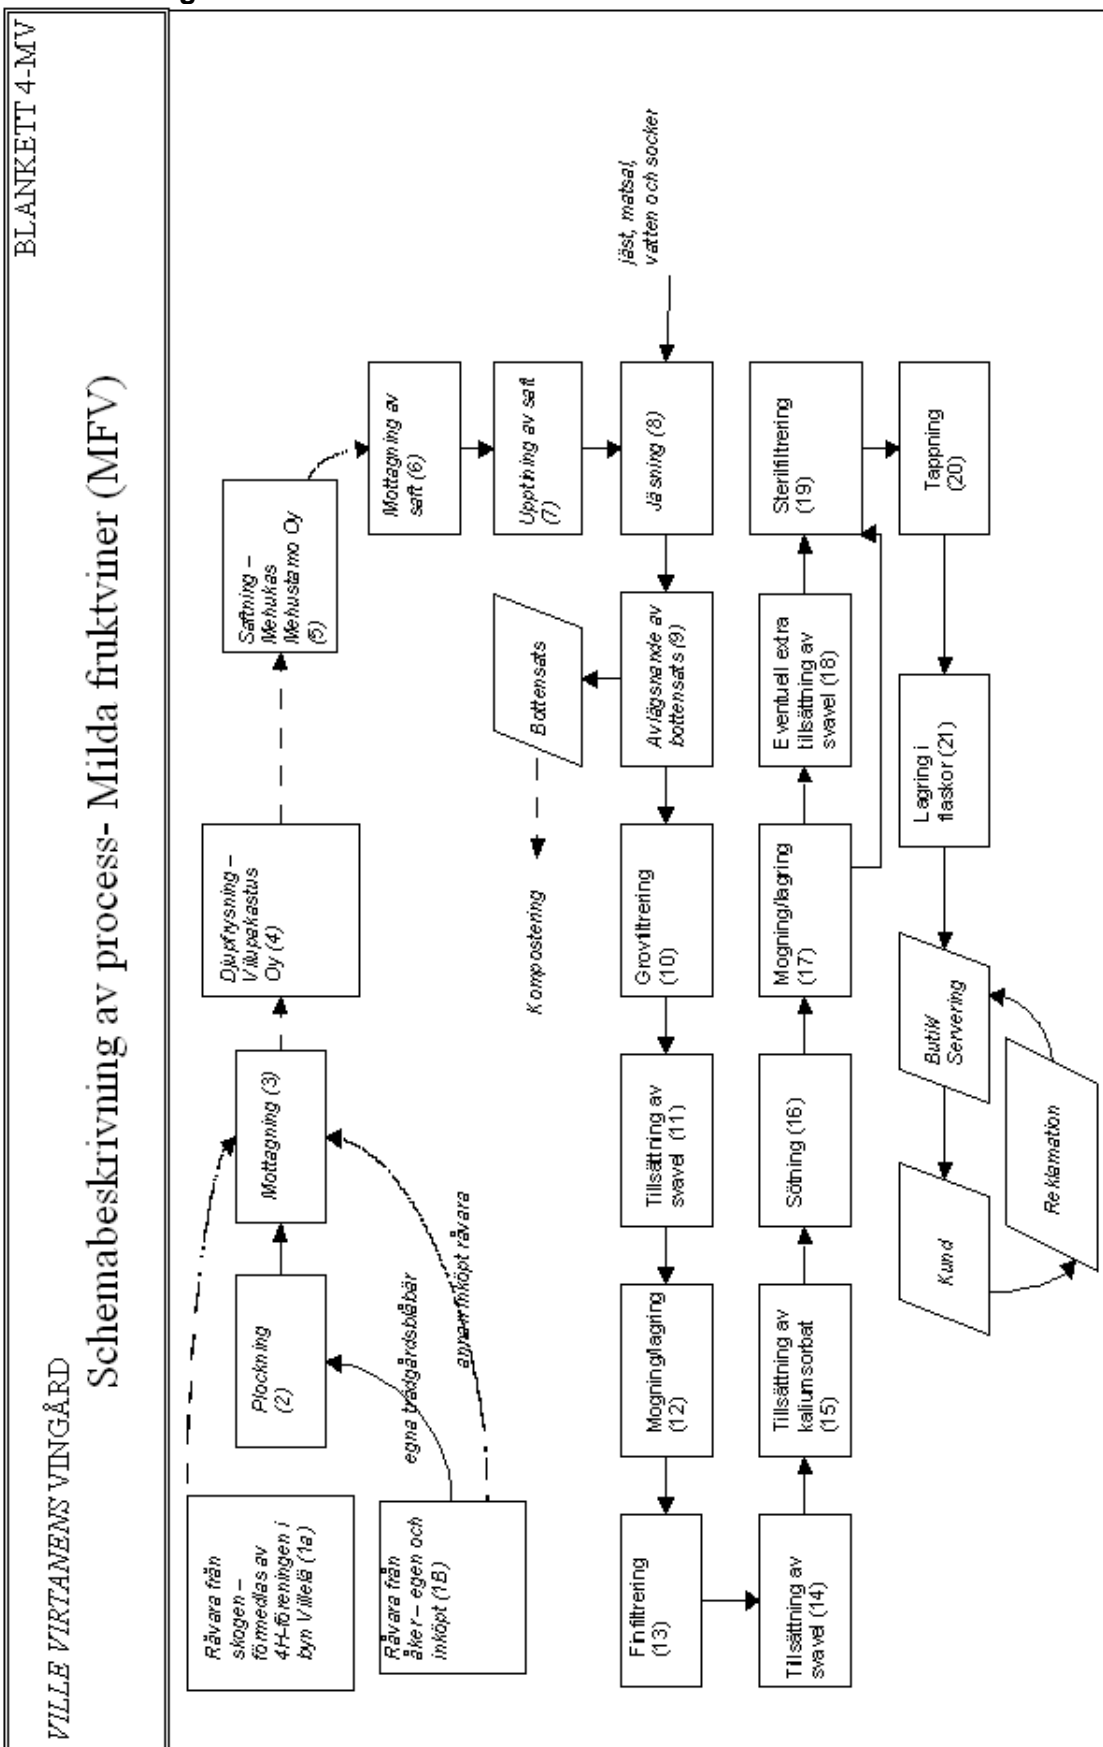 BLANKETT 4-MV
VILLE VIRTANENS VINGÅRD
Schemabeskrivning av process- Milda fruktviner (MFV)
Råvara från
skogen –
förmedlas av
4H-föreningen i
byn Villelä (1a)
Råvara från
åker – egen och
inköpt (1B)
egna trädgårdsblåbär
annan inköpt råvara
Plockning
(2)
Mottagning (3)
Djupfrysning –
Vilupakastus
Oy (4)
Saftning –
Mehukas
Mehustamo Oy
(5)
Mottagning av
saft (6)
Upptining av saft
(7)
jäst, matsal,
vatten och socker
Jäsning (8)
Avlägsnande av
bottensats (9)
Bottensats
Kompostering
Grovfiltrering
(10)
Tillsättning av
svavel (11)
Mogning/lagring
(12)
Finfiltrering
(13)
Tillsättning av
svavel (14)
Tillsättning av
kaliumsorbat
(15)
Sötning (16)
Mogning/lagring
(17)
Eventuell extra
tillsättning av
svavel (18)
Sterilfiltrering
(19)
Tappning
(20)
Lagring i
flaskor (21)
Butik/
Servering
Kund
Reklamation